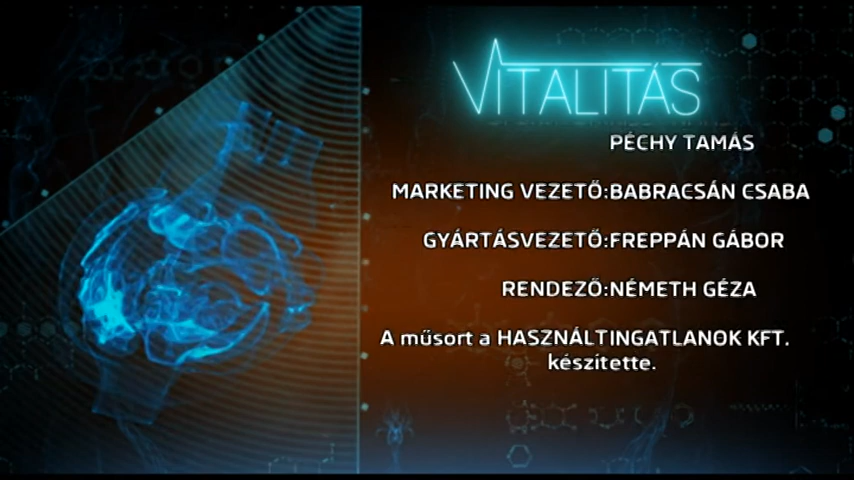 VITALITÁS
PÉCHY TAMÁS
MARKETING VEZETŐ:BABRACSÁN CSABA
GYÁRTÁSVEZETŐ:FREPPÁN GÁBOR
RENDEZŐ:NÉMETH GÉZA
A műsort a HASZNÁLTINGATLANOK KFT.
készítette.